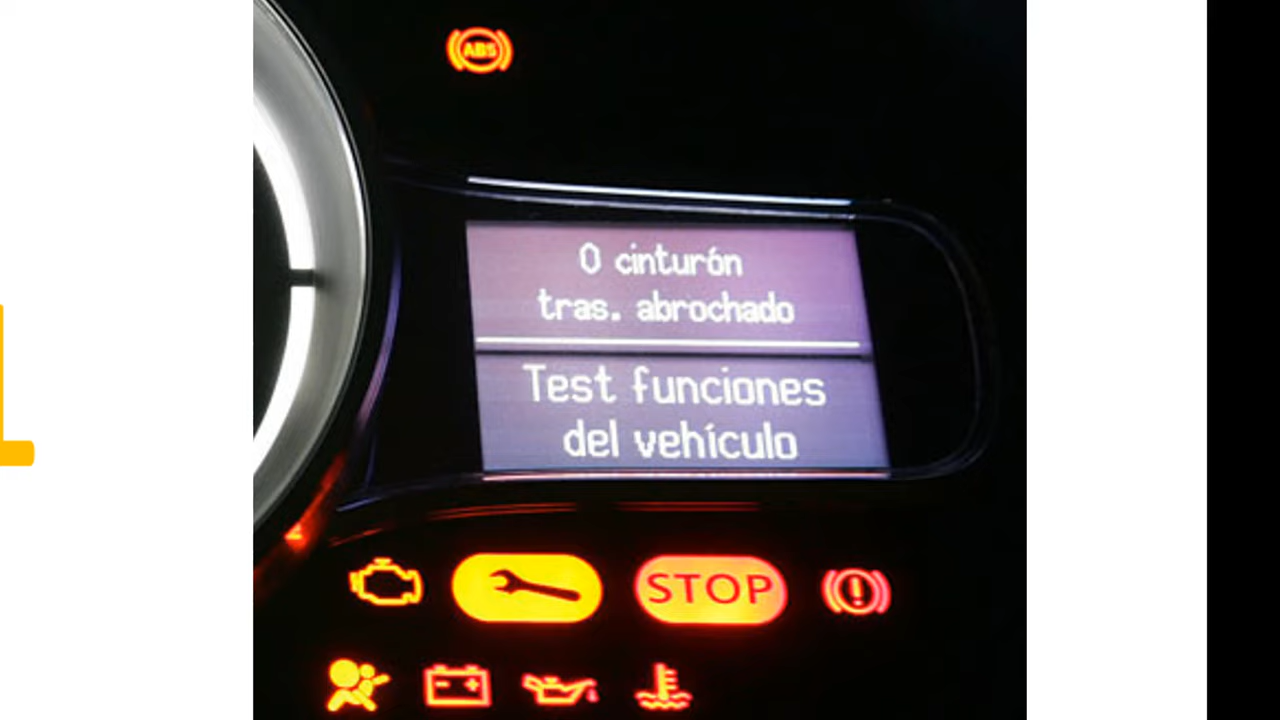 ABS
0 cinturón
tras. abrochado
Test funciones
del vehículo
STOP